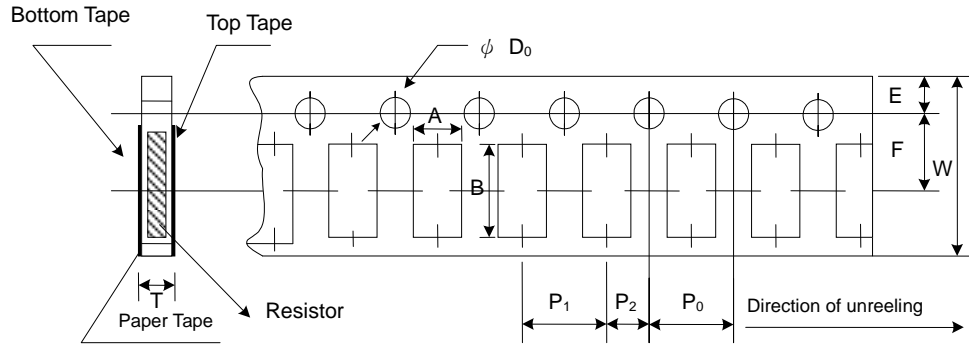 Bottom Tape
Top Tape
ψ D₀
E
A
F
W
B
T
P₁
P₂
P₀
Direction of unreeling
Resistor
Paper Tape